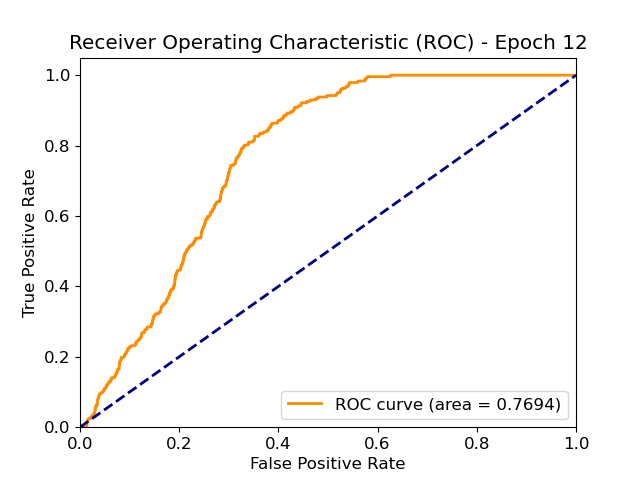 Receiver Operating Characteristic (ROC) - Epoch 12
True Positive Rate
1.0
0.8
0.6
0.4
0.2
0.0
ROC curve (area = 0.7694)
0.0 0.2 0.4 0.6 0.8 1.0
False Positive Rate